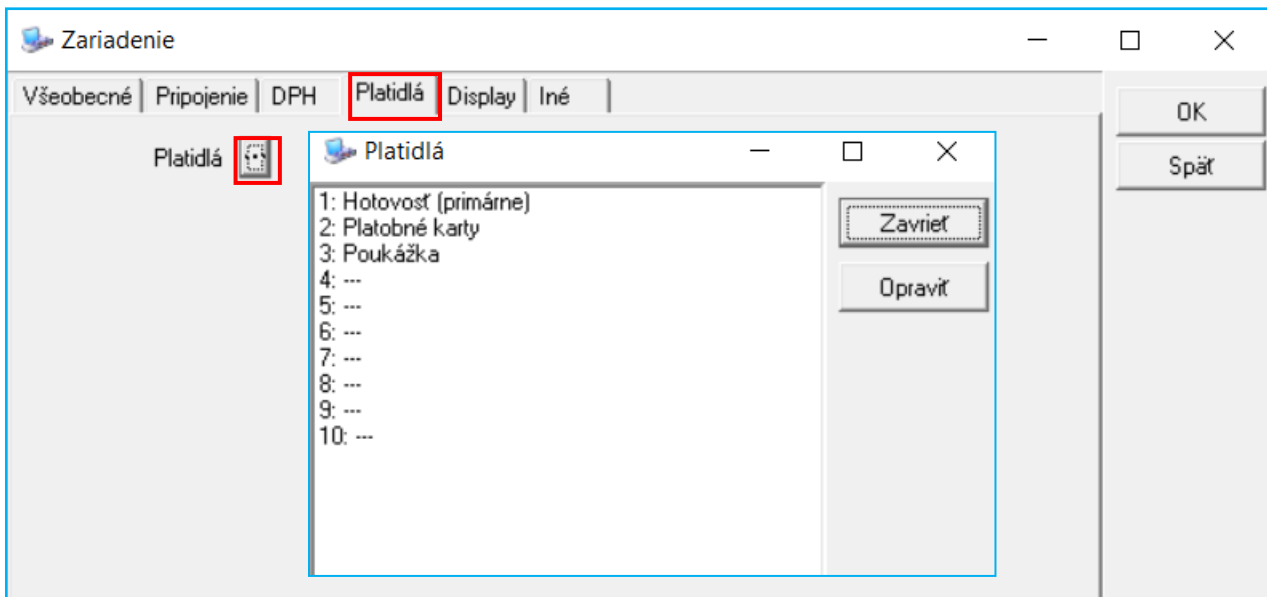 Zariadenie
Všeobecné Pripojenie DPH Platidlá Display Iné
OK
Späť
Platidlá
Platidlá
1: Hotovosť (primárne)
2: Platobné karty
3: Poukážka
4: ---
5: ---
6: ---
7: ---
8: ---
9: ---
10: ---
Zavrieť
Opraviť